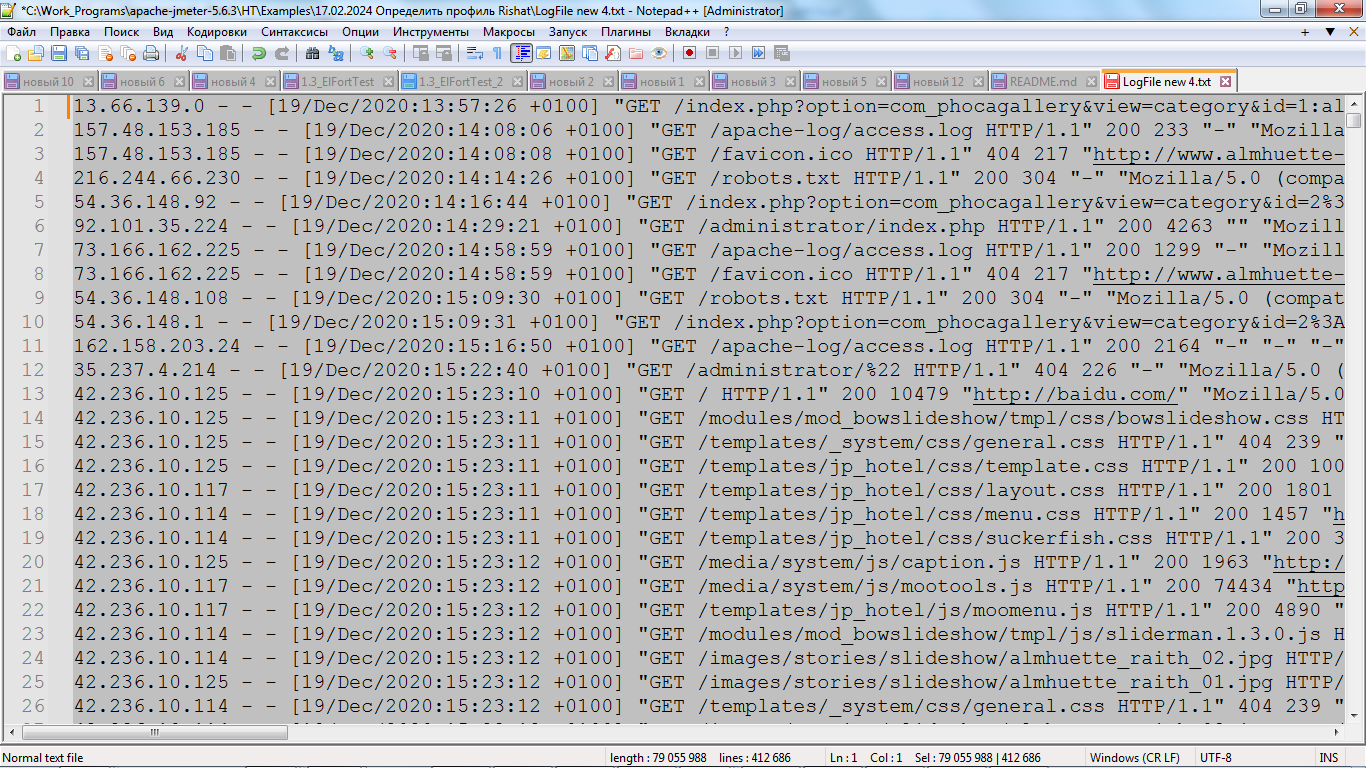 *C:\Work_Programs\apache-jmeter-5.6.3\HT\Examples\17.02.2024 Определить профиль Rishat\LogFile new 4.txt - Notepad++ [Administrator]
Файл Правка Поиск Вид Кодировки Синтаксисы Опции Инструменты Макросы Запуск Плагины Вкладки ?
новый 10 новый 6 новый 4 1.3_ElFortTest 1.3_ElFortTest_2 новый 2 новый 1 новый 3 новый 5 новый 12 README.md LogFile new 4.txt
1 13.66.139.0 - - [19/Dec/2020:13:57:26 +0100] "GET /index.php?option=com_phocagallery&view=category&id=1:al
2 157.48.153.185 - - [19/Dec/2020:14:08:06 +0100] "GET /apache-log/access.log HTTP/1.1" 200 233 "-" "Mozilla
3 157.48.153.185 - - [19/Dec/2020:14:08:08 +0100] "GET /favicon.ico HTTP/1.1" 404 217 "http://www.almhuette-
4 216.244.66.230 - - [19/Dec/2020:14:14:26 +0100] "GET /robots.txt HTTP/1.1" 200 304 "-" "Mozilla/5.0 (compa
5 54.36.148.92 - - [19/Dec/2020:14:16:44 +0100] "GET /index.php?option=com_phocagallery&view=category&id=2%3
6 92.101.35.224 - - [19/Dec/2020:14:29:21 +0100] "GET /administrator/index.php HTTP/1.1" 200 4263 "" "Mozill
7 73.166.162.225 - - [19/Dec/2020:14:58:59 +0100] "GET /apache-log/access.log HTTP/1.1" 200 1299 "-" "Mozill
8 73.166.162.225 - - [19/Dec/2020:14:58:59 +0100] "GET /favicon.ico HTTP/1.1" 404 217 "http://www.almhuette-
9 54.36.148.108 - - [19/Dec/2020:15:09:30 +0100] "GET /robots.txt HTTP/1.1" 200 304 "-" "Mozilla/5.0 (compat
10 54.36.148.1 - - [19/Dec/2020:15:09:31 +0100] "GET /index.php?option=com_phocagallery&view=category&id=2%3A
11 162.158.203.24 - - [19/Dec/2020:15:16:50 +0100] "GET /apache-log/access.log HTTP/1.1" 200 2164 "-" "-" "-"
12 35.237.4.214 - - [19/Dec/2020:15:22:40 +0100] "GET /administrator/%22 HTTP/1.1" 404 226 "-" "Mozilla/5.0 (
13 42.236.10.125 - - [19/Dec/2020:15:23:10 +0100] "GET / HTTP/1.1" 200 10479 "http://baidu.com/" "Mozilla/5.0
14 42.236.10.125 - - [19/Dec/2020:15:23:11 +0100] "GET /modules/mod_bowslideshow/tmpl/css/bowslideshow.css HT
15 42.236.10.125 - - [19/Dec/2020:15:23:11 +0100] "GET /templates/_system/css/general.css HTTP/1.1" 404 239 "
16 42.236.10.125 - - [19/Dec/2020:15:23:11 +0100] "GET /templates/jp_hotel/css/template.css HTTP/1.1" 200 100
17 42.236.10.117 - - [19/Dec/2020:15:23:11 +0100] "GET /templates/jp_hotel/css/layout.css HTTP/1.1" 200 1801
18 42.236.10.114 - - [19/Dec/2020:15:23:11 +0100] "GET /templates/jp_hotel/css/menu.css HTTP/1.1" 200 1457 "h
19 42.236.10.114 - - [19/Dec/2020:15:23:11 +0100] "GET /templates/jp_hotel/css/suckerfish.css HTTP/1.1" 200 3
20 42.236.10.125 - - [19/Dec/2020:15:23:12 +0100] "GET /media/system/js/caption.js HTTP/1.1" 200 1963 "http:/
21 42.236.10.117 - - [19/Dec/2020:15:23:12 +0100] "GET /media/system/js/mootools.js HTTP/1.1" 200 74434 "http
22 42.236.10.117 - - [19/Dec/2020:15:23:12 +0100] "GET /templates/jp_hotel/js/moomenu.js HTTP/1.1" 200 4890 "
23 42.236.10.114 - - [19/Dec/2020:15:23:12 +0100] "GET /modules/mod_bowslideshow/tmpl/js/sliderman.1.3.0.js H
24 42.236.10.114 - - [19/Dec/2020:15:23:12 +0100] "GET /images/stories/slideshow/almhuette_raith_02.jpg HTTP/
25 42.236.10.125 - - [19/Dec/2020:15:23:12 +0100] "GET /images/stories/slideshow/almhuette_raith_01.jpg HTTP/
26 42.236.10.114 - - [19/Dec/2020:15:23:12 +0100] "GET /templates/_system/css/general.css HTTP/1.1" 404 239 "
Normal text file length : 79 055 988 lines : 412 686 Ln : 1 Col : 1 Sel : 79 055 988 | 412 686 Windows (CR LF) UTF-8 INS